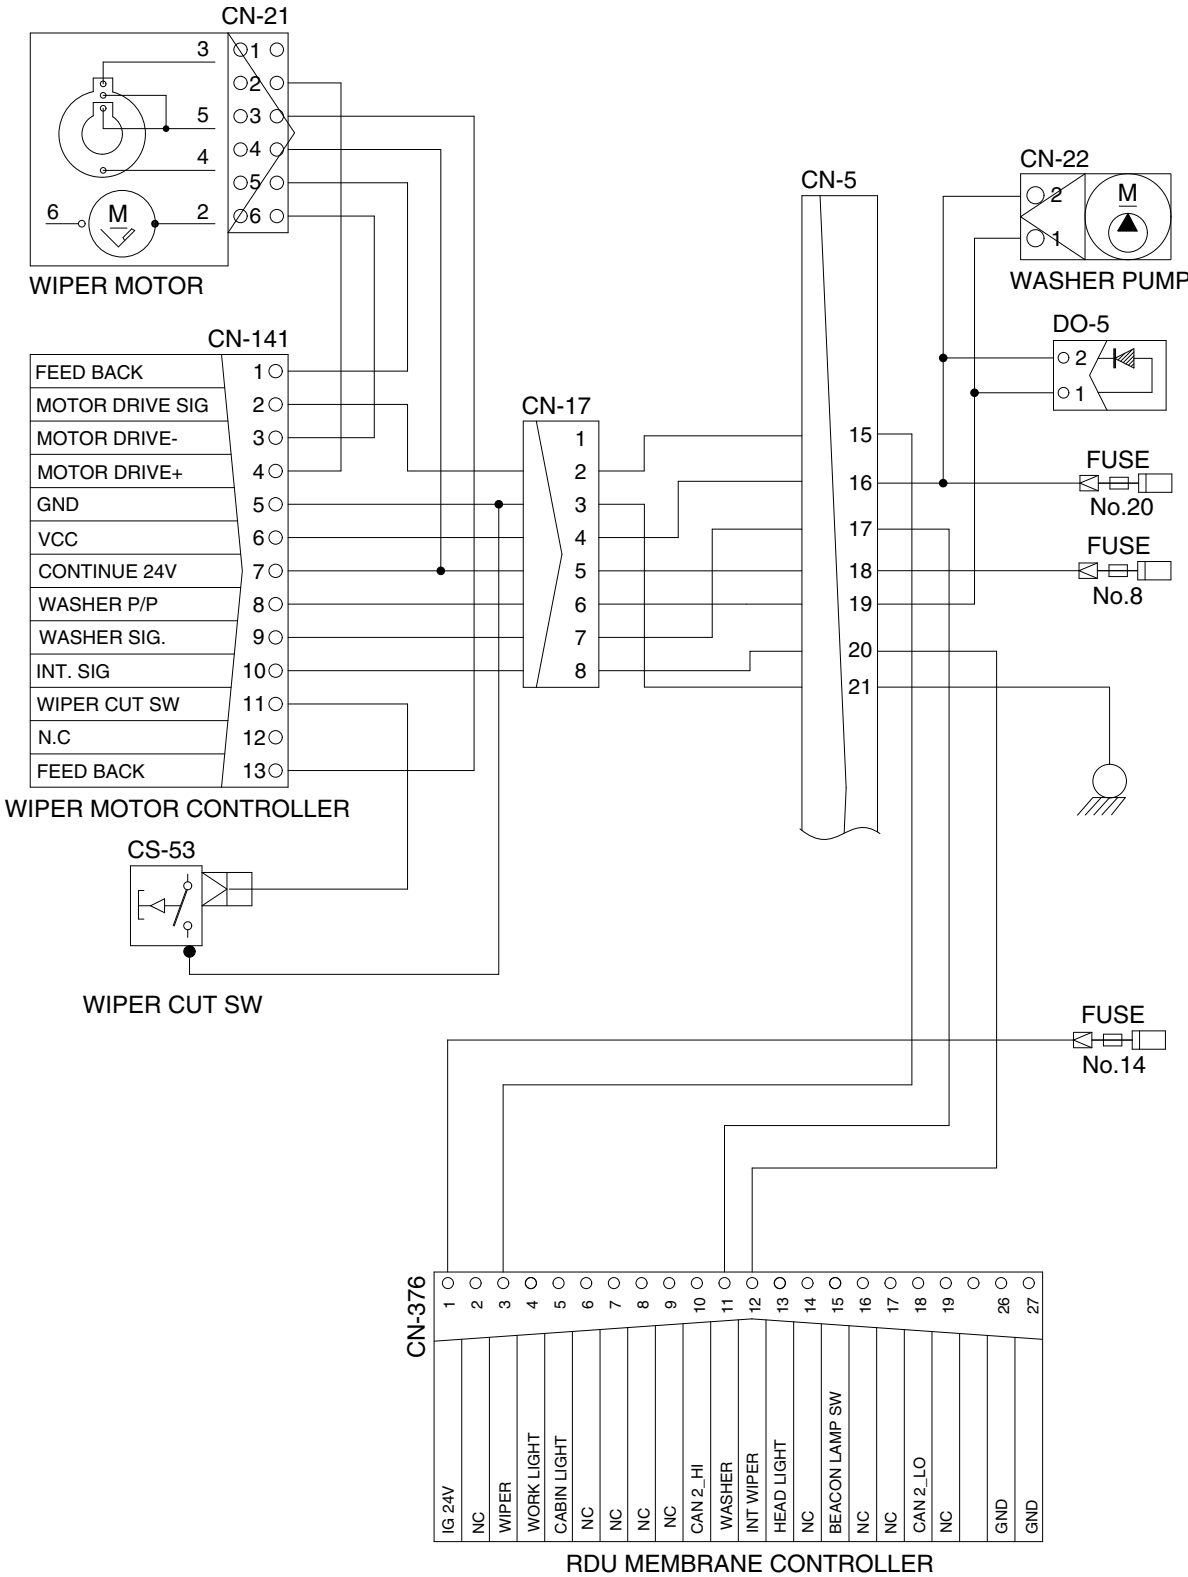 CN-21
3
5
4
6
M
2
1
2
3
4
5
6
WIPER MOTOR
CN-141
FEED BACK 1
MOTOR DRIVE SIG 2
MOTOR DRIVE- 3
MOTOR DRIVE+ 4
GND 5
VCC 6
CONTINUE 24V 7
WASHER P/P 8
WASHER SIG. 9
INT. SIG 10
WIPER CUT SW 11
N.C 12
FEED BACK 13
WIPER MOTOR CONTROLLER
CS-53
WIPER CUT SW
CN-17
1
2
3
4
5
6
7
8
CN-5
15
16
17
18
19
20
21
CN-22
2
1
M
WASHER PUMP
DO-5
2
1
FUSE
No.20
FUSE
No.8
FUSE
No.14
CN-376
1 IG 24V
2 NC
3 WIPER
4 WORK LIGHT
5 CABIN LIGHT
6 NC
7 NC
8 NC
9 NC
10 CAN 2_HI
11 WASHER
12 INT WIPER
13 HEAD LIGHT
14 NC
15 BEACON LAMP SW
16 NC
17 NC
18 CAN 2_LO
19 NC
26 GND
27 GND
RDU MEMBRANE CONTROLLER